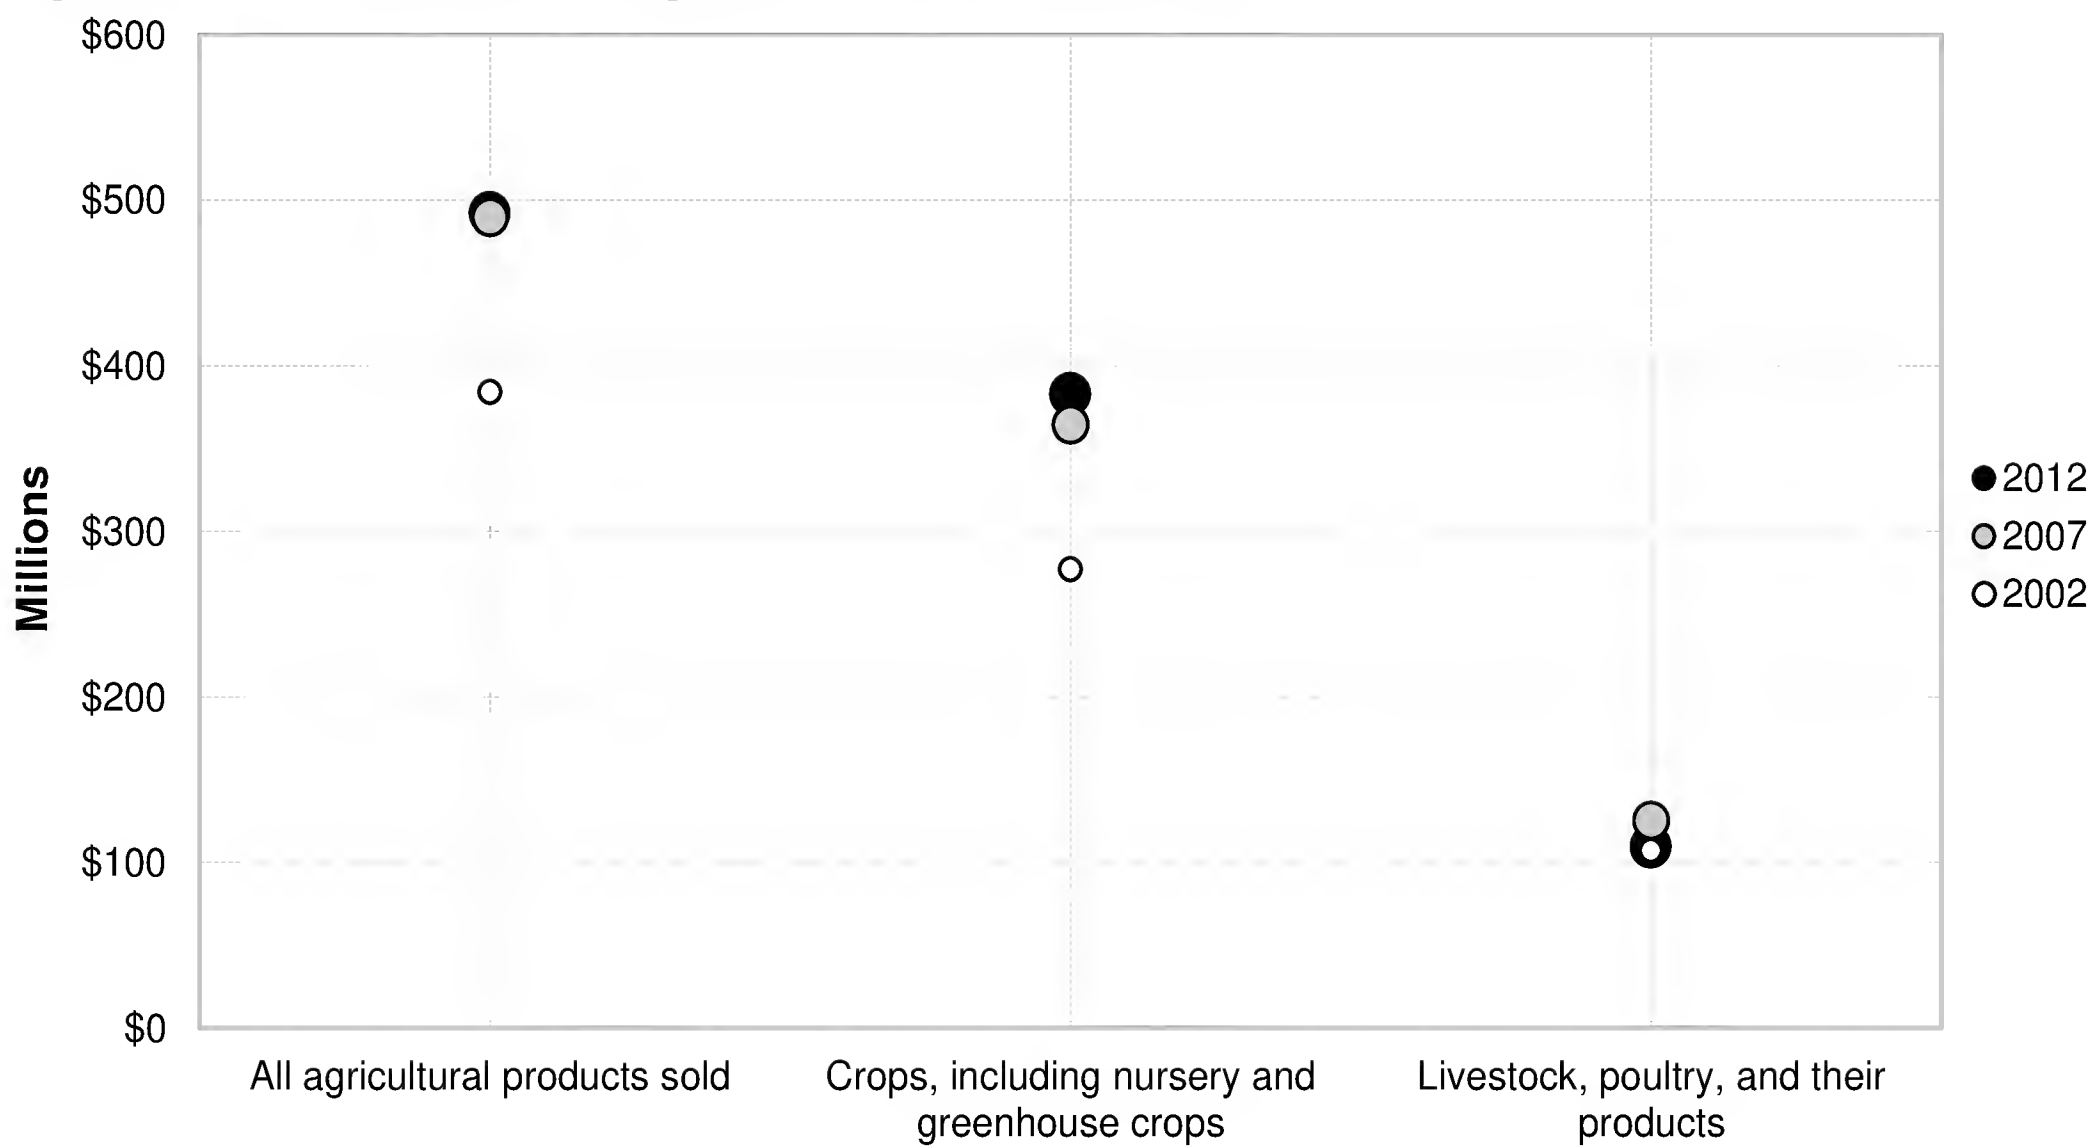 $600
$500
$400
$300
$200
$100
$0
Millions
All agricultural products sold
Crops, including nursery and
greenhouse crops
Livestock, poultry, and their
products
2012
2007
2002